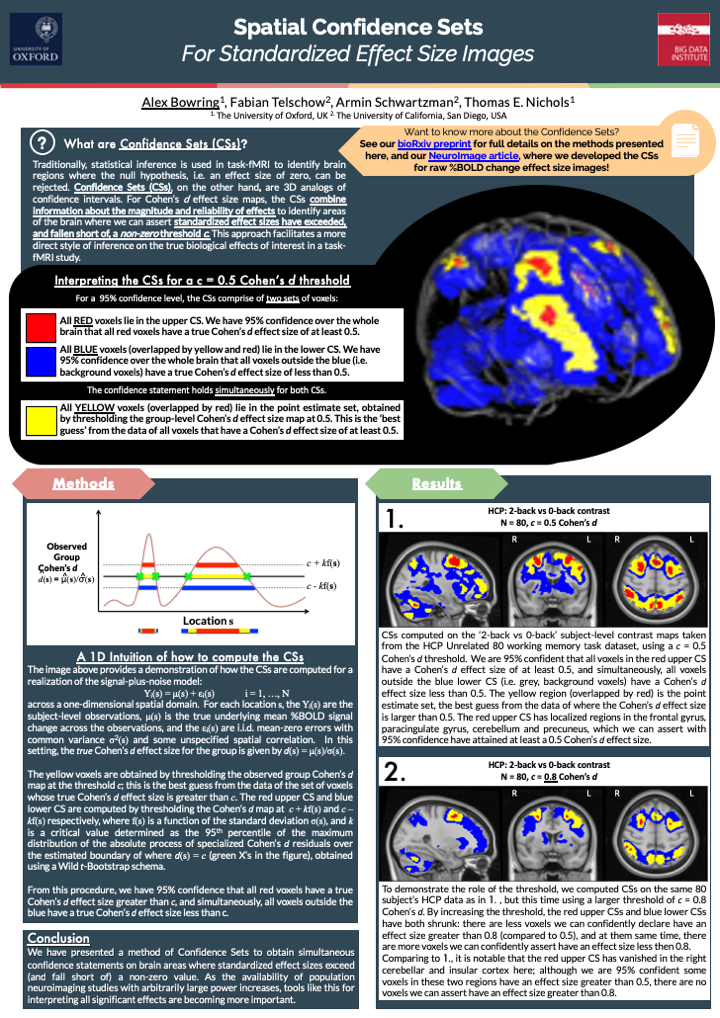 UNIVERSITY OF
OXFORD
Spatial Confidence Sets
For Standardized Effect Size Images
BIG DATA
INSTITUTE
Alex Bowring¹, Fabian Telschow², Armin Schwartzman², Thomas E. Nichols¹
¹· The University of Oxford, UK ²· The University of California, San Diego, USA
? What are Confidence Sets (CSs)?
Traditionally, statistical inference is used in task-fMRI to identify brain
regions where the null hypothesis, i.e. an effect size of zero, can be
rejected. Confidence Sets (CSs), on the other hand, are 3D analogs of
confidence intervals. For Cohen's d effect size maps, the CSs combine
information about the magnitude and reliability of effects to identify areas
of the brain where we can assert standardized effect sizes have exceeded,
and fallen short of, a non-zero threshold c. This approach facilitates a more
direct style of inference on the true biological effects of interest in a task-
fMRI study.
Want to know more about the Confidence Sets?
See our bioRxiv preprint for full details on the methods presented
here, and our NeuroImage article, where we developed the CSs
for raw %BOLD change effect size images!
Interpreting the CSs for a c = 0.5 Cohen's d threshold
For a 95% confidence level, the CSs comprise of two sets of voxels:
All RED voxels lie in the upper CS. We have 95% confidence over the whole
brain that all red voxels have a true Cohen's d effect size of at least 0.5.
All BLUE voxels (overlapped by yellow and red) lie in the lower CS. We have
95% confidence over the whole brain that all voxels outside the blue (i.e.
background voxels) have a true Cohen's d effect size of less than 0.5.
The confidence statement holds simultaneously for both CSs.
All YELLOW voxels (overlapped by red) lie in the point estimate set, obtained
by thresholding the group-level Cohen's d effect size map at 0.5. This is the 'best
guess' from the data of all voxels that have a Cohen's d effect size of at least 0.5.
Methods
Observed
Group
Cohen's d
d̂(s) = μ̂(s)/σ̂(s)
c + kf(s)
c - kf(s)
Location s
A 1D Intuition of how to compute the CSs
The image above provides a demonstration of how the CSs are computed for a
realization of the signal-plus-noise model:
Yᵢ(s) = μ(s) + εᵢ(s) i = 1, …, N
across a one-dimensional spatial domain. For each location s, the Yᵢ(s) are the
subject-level observations, μ(s) is the true underlying mean %BOLD signal
change across the observations, and the εᵢ(s) are i.i.d. mean-zero errors with
common variance σ²(s) and some unspecified spatial correlation. In this
setting, the true Cohen's d effect size for the group is given by d(s) = μ(s)/σ(s).
The yellow voxels are obtained by thresholding the observed group Cohen's d
map at the threshold c; this is the best guess from the data of the set of voxels
whose true Cohen's d effect size is greater than c. The red upper CS and blue
lower CS are computed by thresholding the Cohen's d map at c + kf(s) and c –
kf(s) respectively, where f(s) is a function of the standard deviation σ(s), and k
is a critical value determined as the 95th percentile of the maximum
distribution of the absolute process of specialized Cohen's d residuals over
the estimated boundary of where d(s) = c (green X's in the figure), obtained
using a Wild t-Bootstrap schema.
From this procedure, we have 95% confidence that all red voxels have a true
Cohen's d effect size greater than c, and simultaneously, all voxels outside the
blue have a true Cohen's d effect size less than c.
Conclusion
We have presented a method of Confidence Sets to obtain simultaneous
confidence statements on brain areas where standardized effect sizes exceed
(and fall short of) a non-zero value. As the availability of population
neuroimaging studies with arbitrarily large power increases, tools like this for
interpreting all significant effects are becoming more important.
Results
1.
HCP: 2-back vs 0-back contrast
N = 80, c = 0.5 Cohen's d
R L R L
CSs computed on the '2-back vs 0-back' subject-level contrast maps taken
from the HCP Unrelated 80 working memory task dataset, using a c = 0.5
Cohen's d threshold. We are 95% confident that all voxels in the red upper CS
have a Cohen's d effect size of at least 0.5, and simultaneously, all voxels
outside the blue lower CS (i.e. grey, background voxels) have a Cohen's d
effect size less than 0.5. The yellow region (overlapped by red) is the point
estimate set, the best guess from the data of where the Cohen's d effect size
is larger than 0.5. The red upper CS has localized regions in the frontal gyrus,
paracingulate gyrus, cerebellum and precuneus, which we can assert with
95% confidence have attained at least a 0.5 Cohen's d effect size.
2.
HCP: 2-back vs 0-back contrast
N = 80, c = 0.8 Cohen's d
R L R L
To demonstrate the role of the threshold, we computed CSs on the same 80
subject's HCP data as in 1. , but this time using a larger threshold of c = 0.8
Cohen's d. By increasing the threshold, the red upper CSs and blue lower CSs
have both shrunk: there are less voxels we can confidently declare have an
effect size greater than 0.8 (compared to 0.5), and at them same time, there
are more voxels we can confidently assert have an effect size less then 0.8.
Comparing to 1., it is notable that the red upper CS has vanished in the right
cerebellar and insular cortex here; although we are 95% confident some
voxels in these two regions have an effect size greater than 0.5, there are no
voxels we can assert have an effect size greater than 0.8.